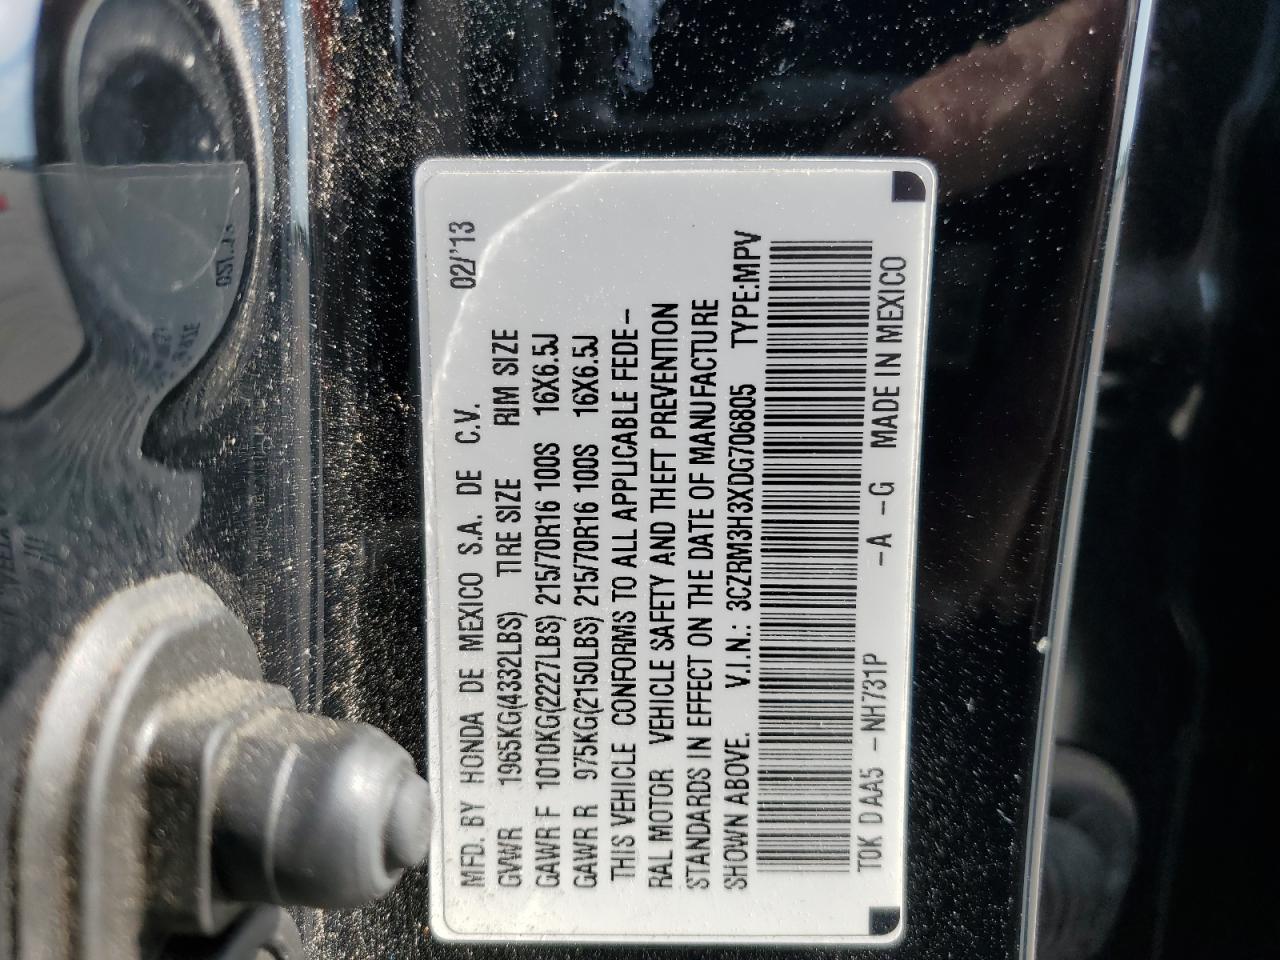 MFD. BY HONDA DE MEXICO S.A. DE C.V. 02/'13
GVWR 1965KG(4332LBS) TIRE SIZE RIM SIZE
GAWR F 1010KG(2227LBS) 215/70R16 100S 16X6.5J
GAWR R 975KG(2150LBS) 215/70R16 100S 16X6.5J
THIS VEHICLE CONFORMS TO ALL APPLICABLE FEDE-
RAL MOTOR VEHICLE SAFETY AND THEFT PREVENTION
STANDARDS IN EFFECT ON THE DATE OF MANUFACTURE
SHOWN ABOVE. V.I.N.: 3CZRM3H3XDG706805 TYPE:MPV
T0K D AA5 -NH731P -A -G MADE IN MEXICO